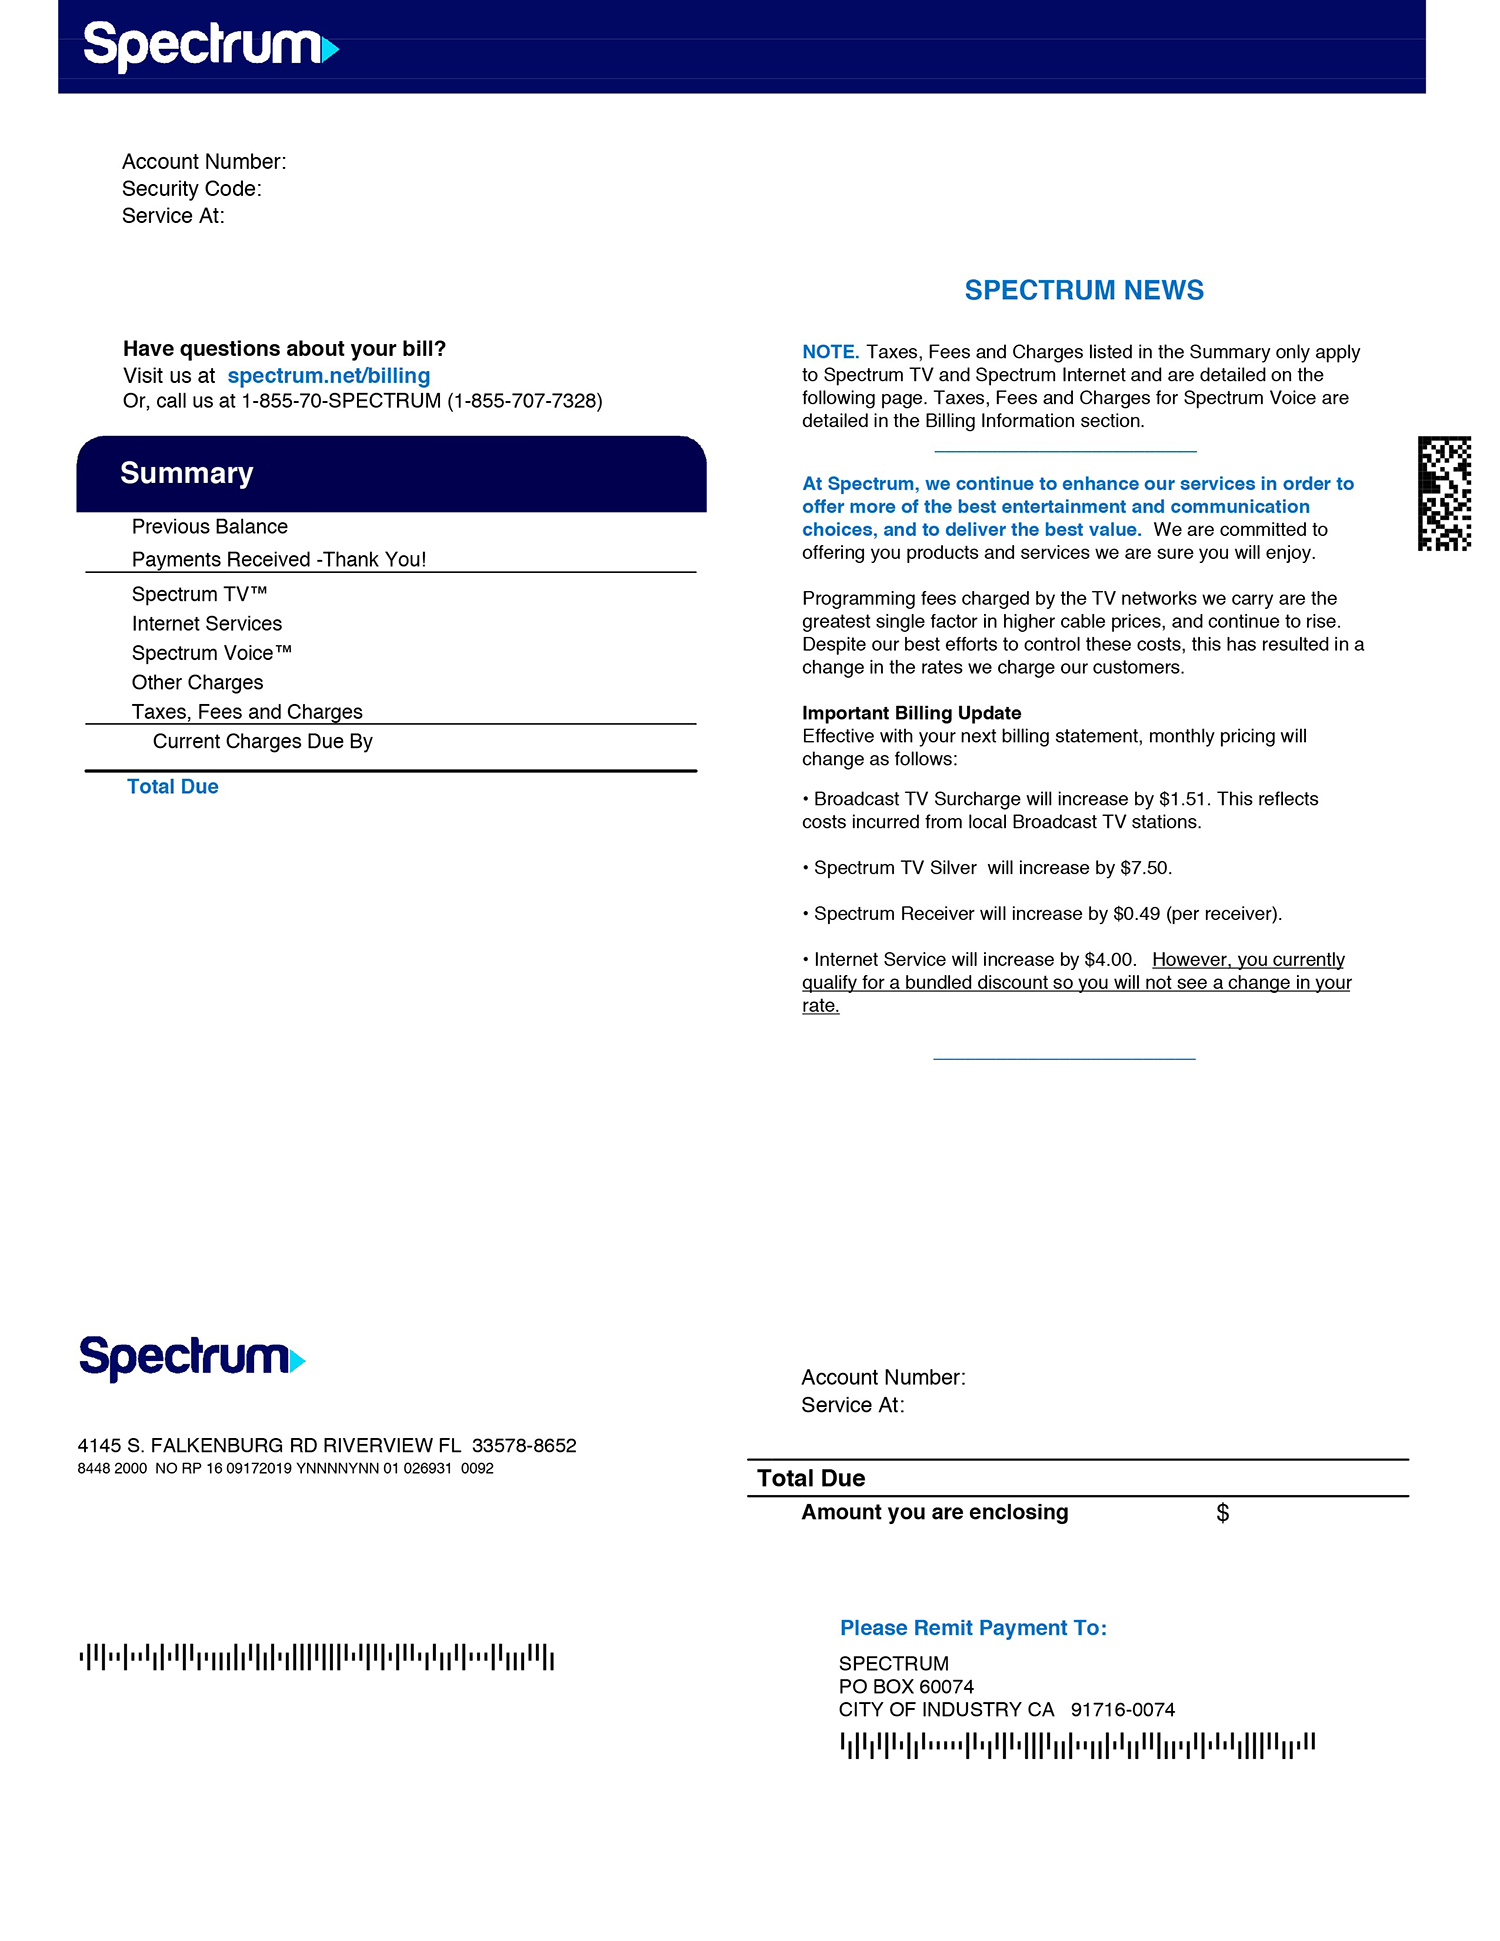 Spectrum
Account Number:
Security Code:
Service At:
Have questions about your bill?
Visit us at spectrum.net/billing
Or, call us at 1-855-70-SPECTRUM (1-855-707-7328)
Summary
Previous Balance
Payments Received -Thank You!
Spectrum TV™
Internet Services
Spectrum Voice™
Other Charges
Taxes, Fees and Charges
Current Charges Due By
Total Due
SPECTRUM NEWS
NOTE. Taxes, Fees and Charges listed in the Summary only apply
to Spectrum TV and Spectrum Internet and are detailed on the
following page. Taxes, Fees and Charges for Spectrum Voice are
detailed in the Billing Information section.
At Spectrum, we continue to enhance our services in order to
offer more of the best entertainment and communication
choices, and to deliver the best value. We are committed to
offering you products and services we are sure you will enjoy.
Programming fees charged by the TV networks we carry are the
greatest single factor in higher cable prices, and continue to rise.
Despite our best efforts to control these costs, this has resulted in a
change in the rates we charge our customers.
Important Billing Update
Effective with your next billing statement, monthly pricing will
change as follows:
• Broadcast TV Surcharge will increase by $1.51. This reflects
costs incurred from local Broadcast TV stations.
• Spectrum TV Silver will increase by $7.50.
• Spectrum Receiver will increase by $0.49 (per receiver).
• Internet Service will increase by $4.00. However, you currently
qualify for a bundled discount so you will not see a change in your
rate.
Spectrum
4145 S. FALKENBURG RD RIVERVIEW FL 33578-8652
8448 2000 NO RP 16 09172019 YNNNNYNN 01 026931 0092
Account Number:
Service At:
Total Due
Amount you are enclosing $
Please Remit Payment To:
SPECTRUM
PO BOX 60074
CITY OF INDUSTRY CA 91716-0074